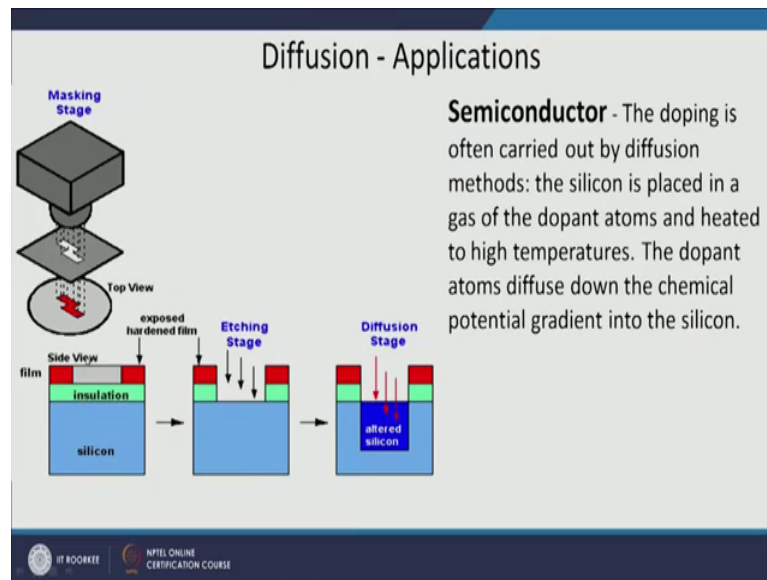 Diffusion - Applications
Masking
Stage
Top View
exposed
hardened film
Side View
film
insulation
silicon
Etching
Stage
Diffusion
Stage
altered
silicon
Semiconductor - The doping is
often carried out by diffusion
methods: the silicon is placed in a
gas of the dopant atoms and heated
to high temperatures. The dopant
atoms diffuse down the chemical
potential gradient into the silicon.
IIT ROORKEE
NPTEL ONLINE
CERTIFICATION COURSE